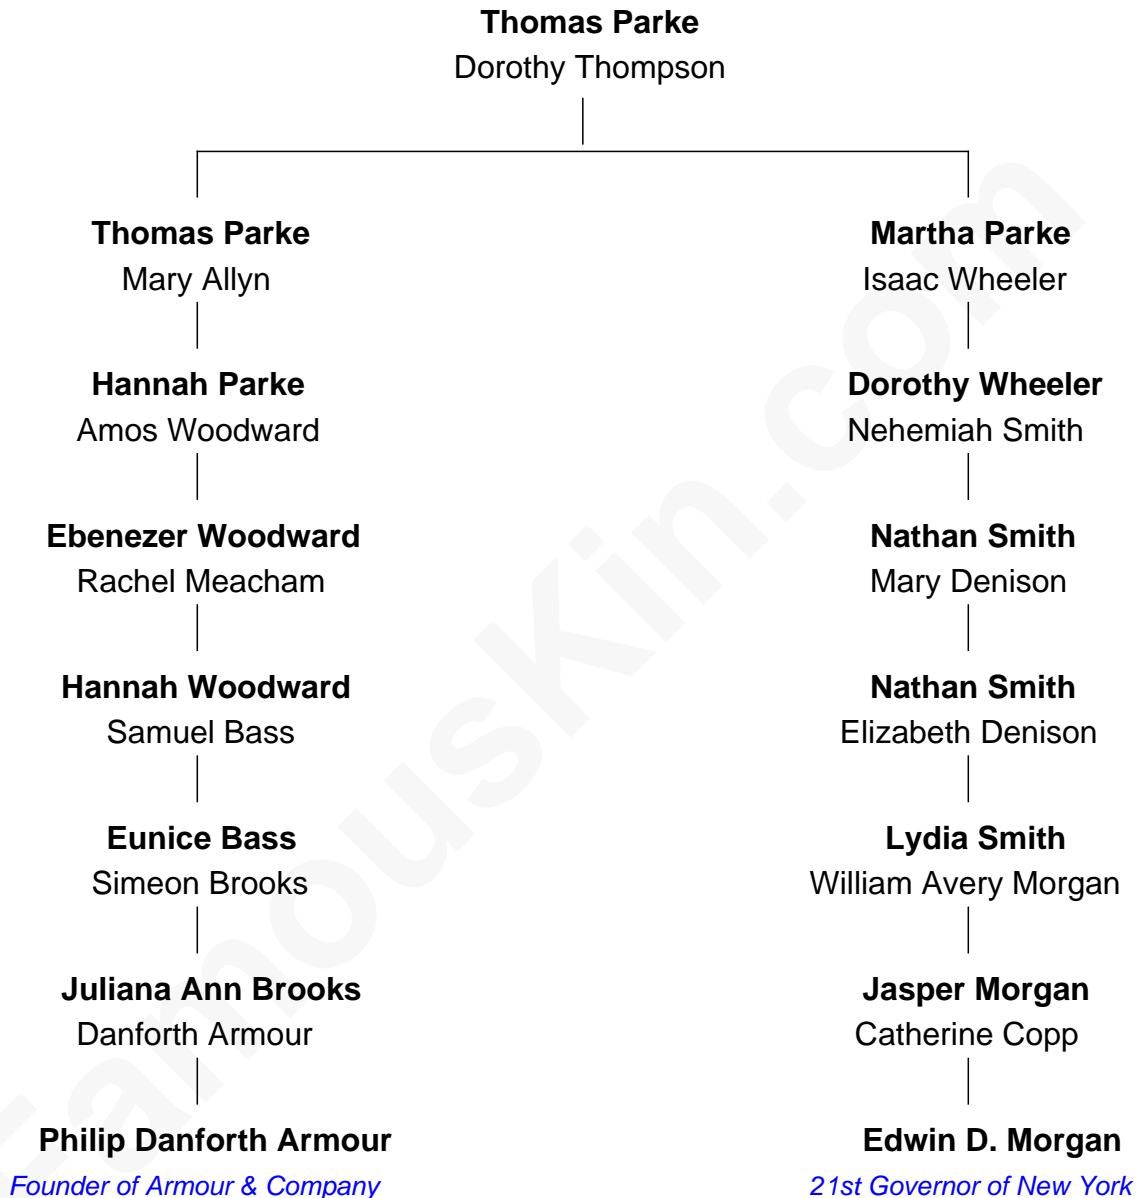 Thomas Parke
Dorothy Thompson
Thomas Parke
Mary Allyn
Hannah Parke
Amos Woodward
Ebenezer Woodward
Rachel Meacham
Hannah Woodward
Samuel Bass
Eunice Bass
Simeon Brooks
Juliana Ann Brooks
Danforth Armour
Philip Danforth Armour
Founder of Armour & Company
Martha Parke
Isaac Wheeler
Dorothy Wheeler
Nehemiah Smith
Nathan Smith
Mary Denison
Nathan Smith
Elizabeth Denison
Lydia Smith
William Avery Morgan
Jasper Morgan
Catherine Copp
Edwin D. Morgan
21st Governor of New York
FamousKin.com